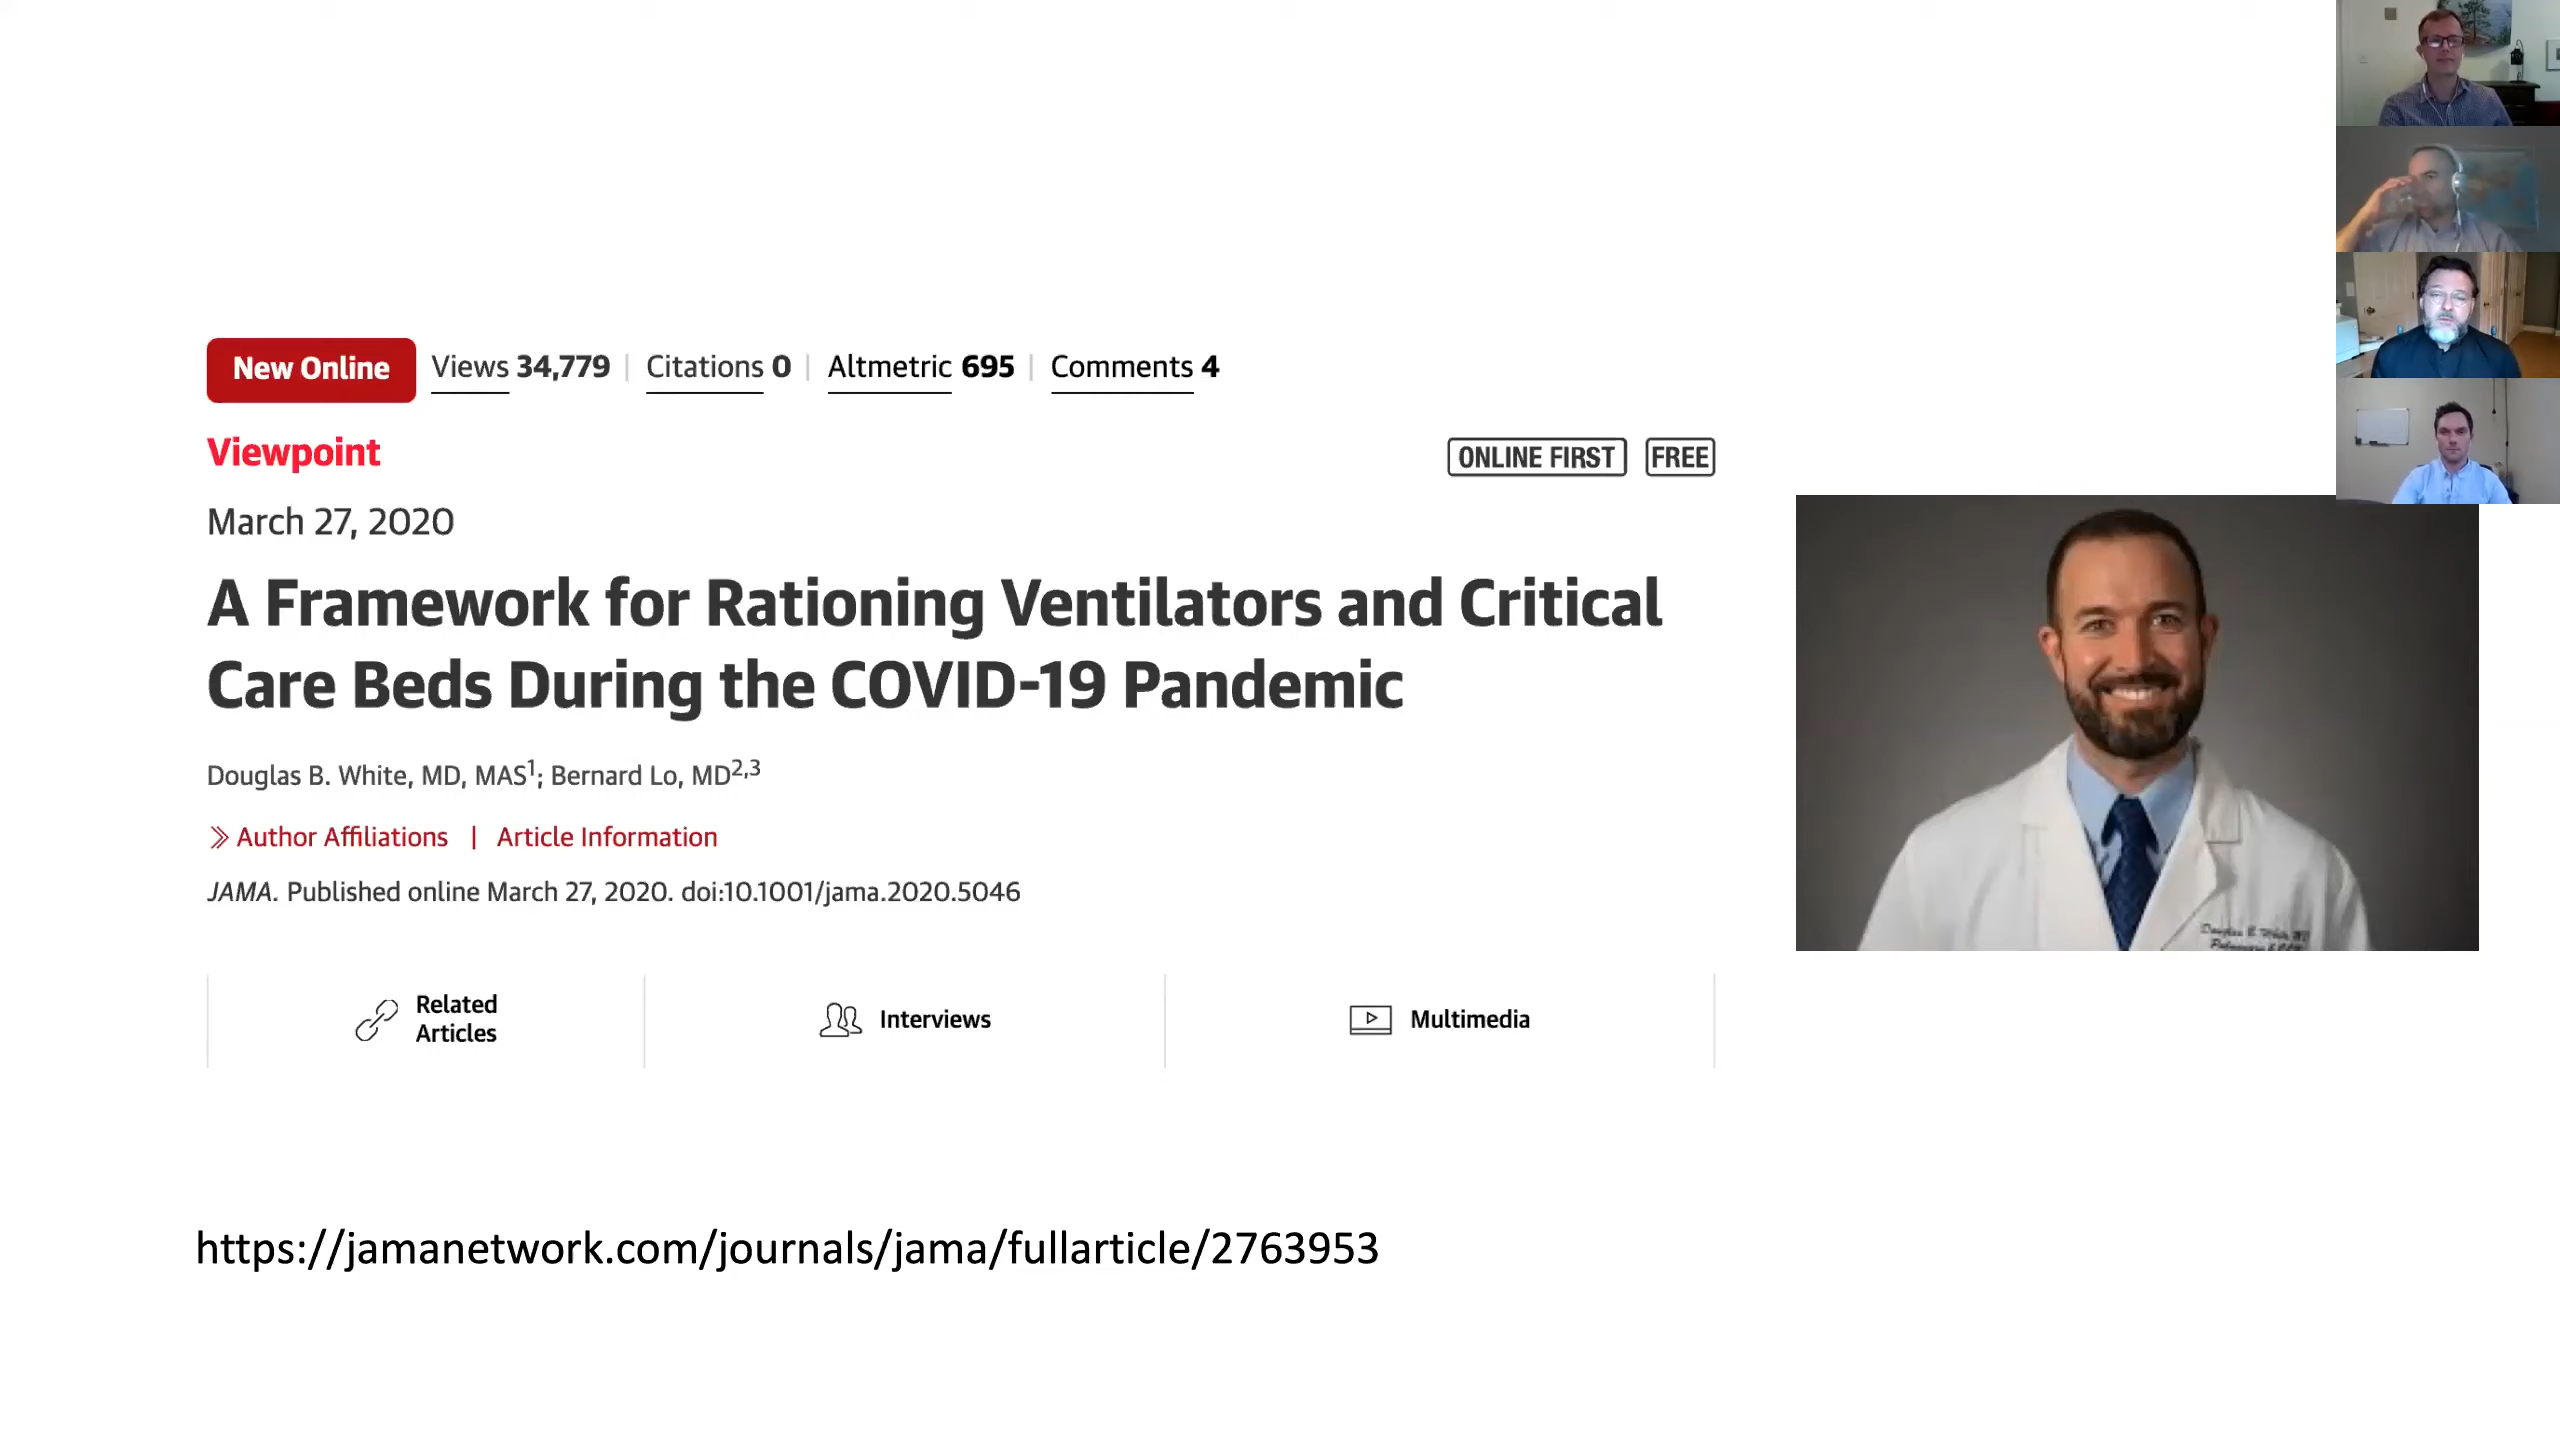 New Online Views 34,779 | Citations 0 | Altmetric 695 | Comments 4
Viewpoint
ONLINE FIRST FREE
March 27, 2020
A Framework for Rationing Ventilators and Critical
Care Beds During the COVID-19 Pandemic
Douglas B. White, MD, MAS1; Bernard Lo, MD2,3
Author Affiliations | Article Information
JAMA. Published online March 27, 2020. doi:10.1001/jama.2020.5046
Douglas B. White MD
Related
Articles
Interviews
Multimedia
https://jamanetwork.com/journals/jama/fullarticle/2763953